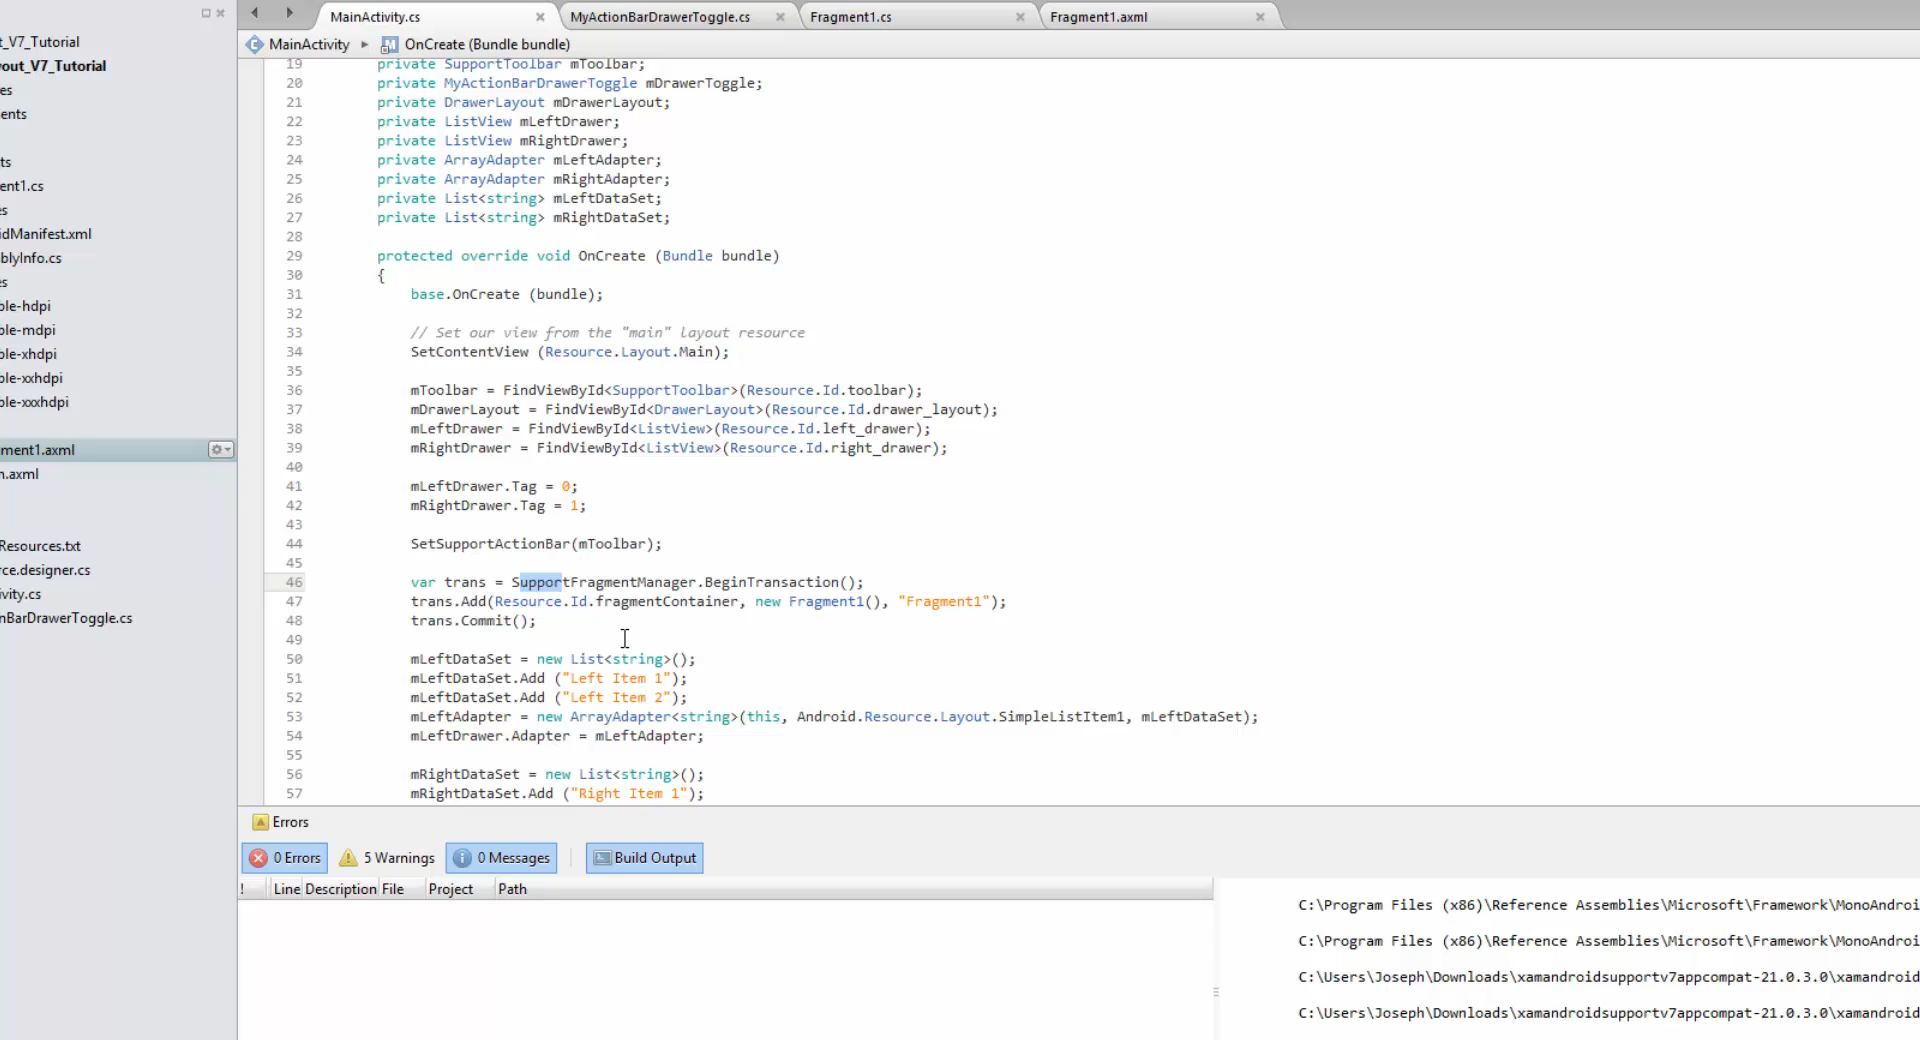 MainActivity.cs
MyActionBarDrawerToggle.cs
Fragment1.cs
Fragment1.axml
MainActivity
OnCreate (Bundle bundle)
t_V7_Tutorial
yout_V7_Tutorial
es
ents
ts
ent1.cs
es
idManifest.xml
blyInfo.cs
es
ble-hdpi
ble-mdpi
ble-xhdpi
ble-xxhdpi
ble-xxxhdpi
ment1.axml
n.axml
Resources.txt
rce.designer.cs
ivity.cs
nBarDrawerToggle.cs
19 private SupportToolbar mToolbar;
20 private MyActionBarDrawerToggle mDrawerToggle;
21 private DrawerLayout mDrawerLayout;
22 private ListView mLeftDrawer;
23 private ListView mRightDrawer;
24 private ArrayAdapter mLeftAdapter;
25 private ArrayAdapter mRightAdapter;
26 private List<string> mLeftDataSet;
27 private List<string> mRightDataSet;
28
29 protected override void OnCreate (Bundle bundle)
30 {
31 base.OnCreate (bundle);
32
33 // Set our view from the "main" layout resource
34 SetContentView (Resource.Layout.Main);
35
36 mToolbar = FindViewById<SupportToolbar>(Resource.Id.toolbar);
37 mDrawerLayout = FindViewById<DrawerLayout>(Resource.Id.drawer_layout);
38 mLeftDrawer = FindViewById<ListView>(Resource.Id.left_drawer);
39 mRightDrawer = FindViewById<ListView>(Resource.Id.right_drawer);
40
41 mLeftDrawer.Tag = 0;
42 mRightDrawer.Tag = 1;
43
44 SetSupportActionBar(mToolbar);
45
46 var trans = SupportFragmentManager.BeginTransaction();
47 trans.Add(Resource.Id.fragmentContainer, new Fragment1(), "Fragment1");
48 trans.Commit();
49
50 mLeftDataSet = new List<string>();
51 mLeftDataSet.Add ("Left Item 1");
52 mLeftDataSet.Add ("Left Item 2");
53 mLeftAdapter = new ArrayAdapter<string>(this, Android.Resource.Layout.SimpleListItem1, mLeftDataSet);
54 mLeftDrawer.Adapter = mLeftAdapter;
55
56 mRightDataSet = new List<string>();
57 mRightDataSet.Add ("Right Item 1");
Errors
0 Errors
5 Warnings
0 Messages
Build Output
! Line Description File Project Path
C:\Program Files (x86)\Reference Assemblies\Microsoft\Framework\MonoAndroi
C:\Program Files (x86)\Reference Assemblies\Microsoft\Framework\MonoAndroi
C:\Users\Joseph\Downloads\xamandroidsupportv7appcompat-21.0.3.0\xamandroid
C:\Users\Joseph\Downloads\xamandroidsupportv7appcompat-21.0.3.0\xamandroid